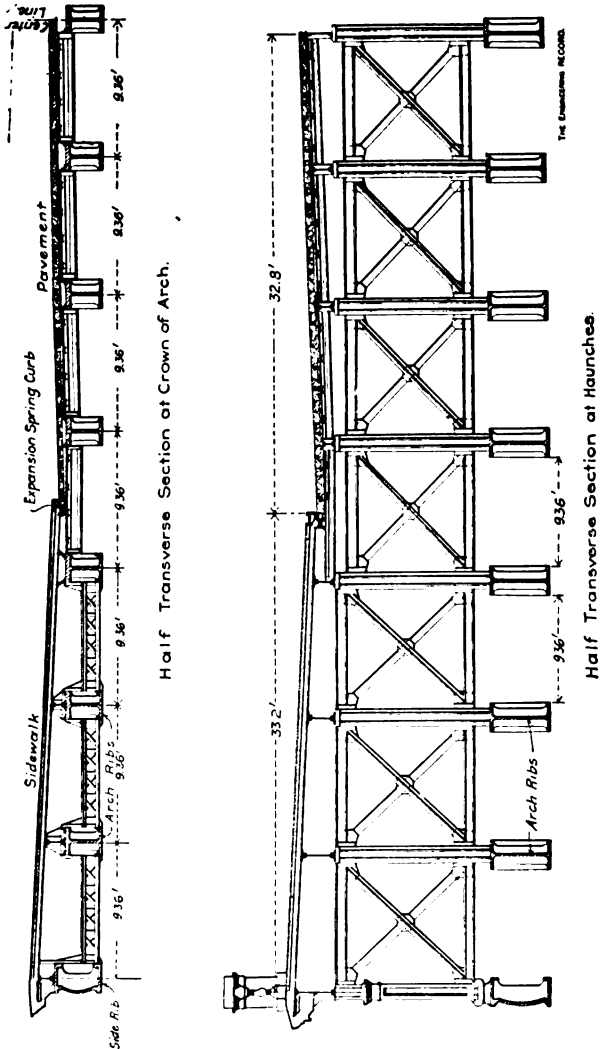 Center
Line
9.36'
9.36'
9.36'
9.36'
9.36'
9.36'
9.36'
Pavement
Expansion Spring Curb
Sidewalk
Arch Ribs
Side Rib
Half Transverse Section at Crown of Arch.
32.8'
33.2'
9.36'
9.36'
Arch Ribs
THE ENGINEERING RECORD.
Half Transverse Section at Haunches.